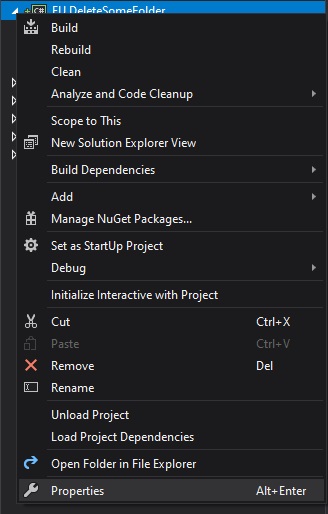 C# EU.DeleteSomeFolder
Build
Rebuild
Clean
Analyze and Code Cleanup
Scope to This
New Solution Explorer View
Build Dependencies
Add
Manage NuGet Packages...
Set as StartUp Project
Debug
Initialize Interactive with Project
Cut Ctrl+X
Paste Ctrl+V
Remove Del
Rename
Unload Project
Load Project Dependencies
Open Folder in File Explorer
Properties Alt+Enter